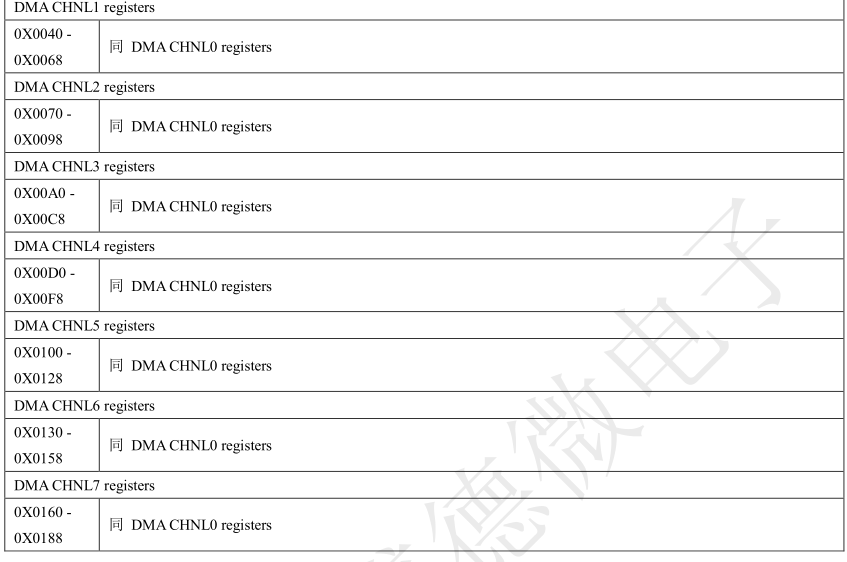 DMA CHNL1 registers
0X0040 -
0X0068
同 DMA CHNL0 registers
DMA CHNL2 registers
0X0070 -
0X0098
同 DMA CHNL0 registers
DMA CHNL3 registers
0X00A0 -
0X00C8
同 DMA CHNL0 registers
DMA CHNL4 registers
0X00D0 -
0X00F8
同 DMA CHNL0 registers
DMA CHNL5 registers
0X0100 -
0X0128
同 DMA CHNL0 registers
DMA CHNL6 registers
0X0130 -
0X0158
同 DMA CHNL0 registers
DMA CHNL7 registers
0X0160 -
0X0188
同 DMA CHNL0 registers
德微电子